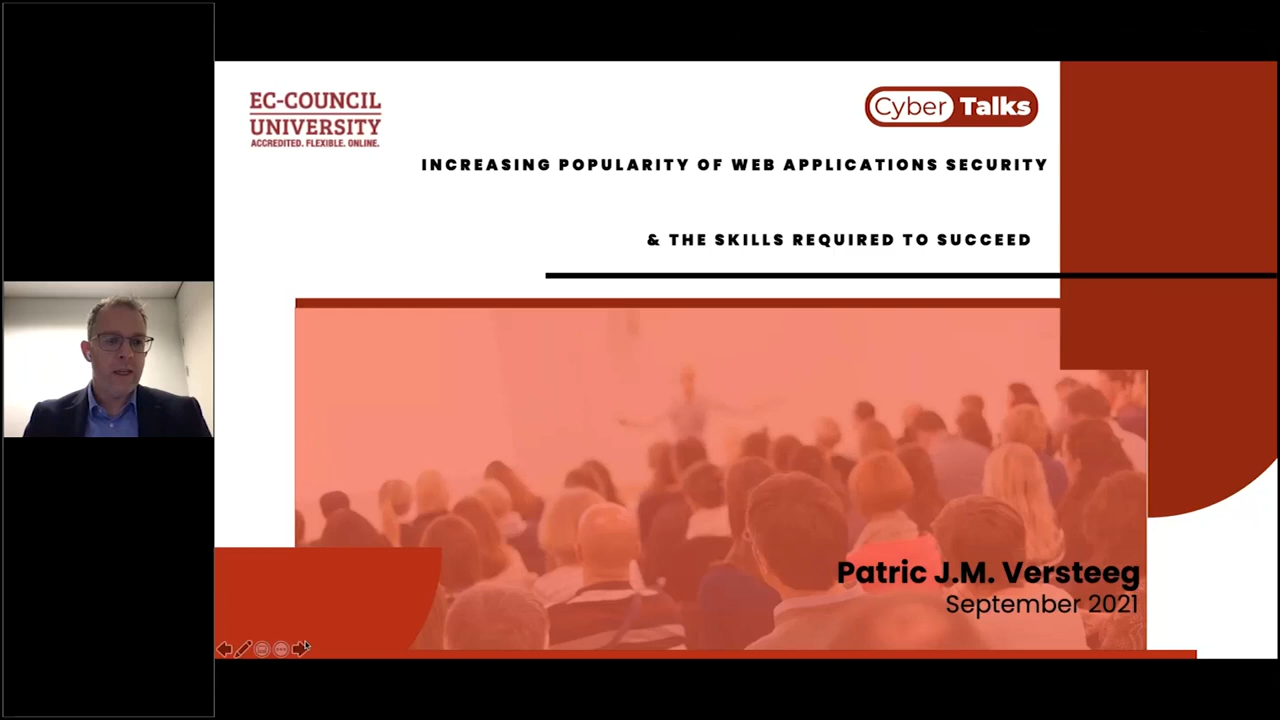 EC-COUNCIL
UNIVERSITY
ACCREDITED. FLEXIBLE. ONLINE.
Cyber Talks
INCREASING POPULARITY OF WEB APPLICATIONS SECURITY
& THE SKILLS REQUIRED TO SUCCEED
Patric J.M. Versteeg
September 2021